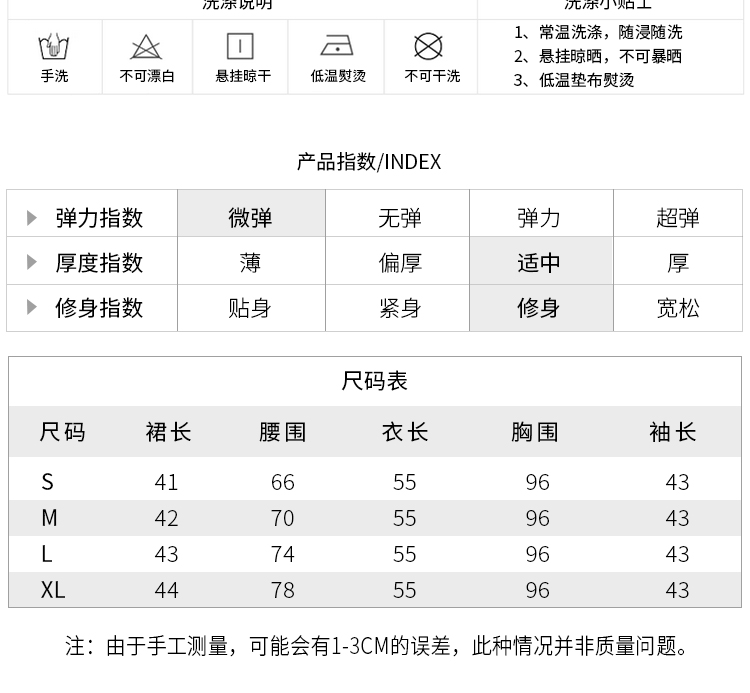 洗涤说明 洗涤小贴士
手洗 不可漂白 悬挂晾干 低温熨烫 不可干洗
1、常温洗涤，随浸随洗
2、悬挂晾晒，不可暴晒
3、低温垫布熨烫
产品指数/INDEX
弹力指数 微弹 无弹 弹力 超弹
厚度指数 薄 偏厚 适中 厚
修身指数 贴身 紧身 修身 宽松
尺码表
尺码 裙长 腰围 衣长 胸围 袖长
S 41 66 55 96 43
M 42 70 55 96 43
L 43 74 55 96 43
XL 44 78 55 96 43
注：由于手工测量，可能会有1-3CM的误差，此种情况并非质量问题。